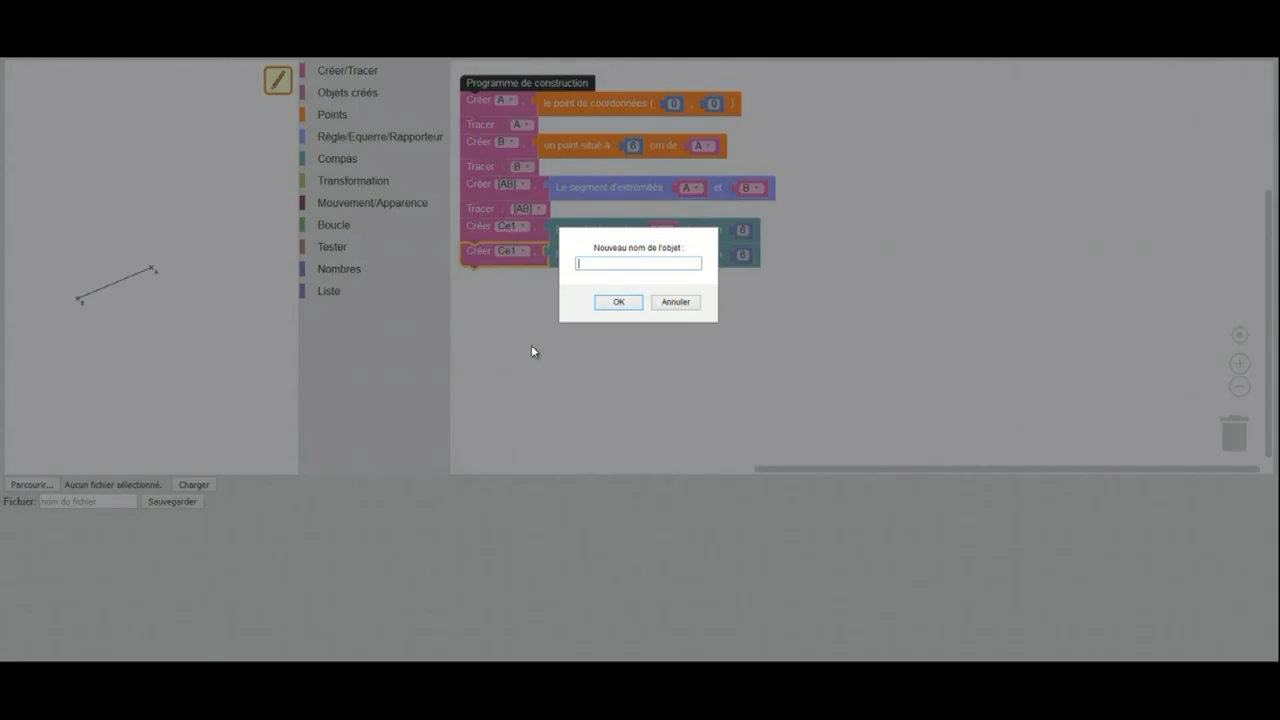 Créer/Tracer
Objets créés
Points
Règle/Equerre/Rapporteur
Compas
Transformation
Mouvement/Apparence
Boucle
Tester
Nombres
Liste
Programme de construction
Créer A : le point de coordonnées ( 0 , 0 )
Tracer A
Créer B : un point situé à 6 cm de A
Tracer B
Créer [AB] : Le segment d'extrémités A et B
Tracer [AB]
Créer Ce1 : 6
Créer Ce1 : 6
Nouveau nom de l'objet :
OK Annuler
A
B
Parcourir... Aucun fichier sélectionné. Charger
Fichier: nom du fichier Sauvegarder